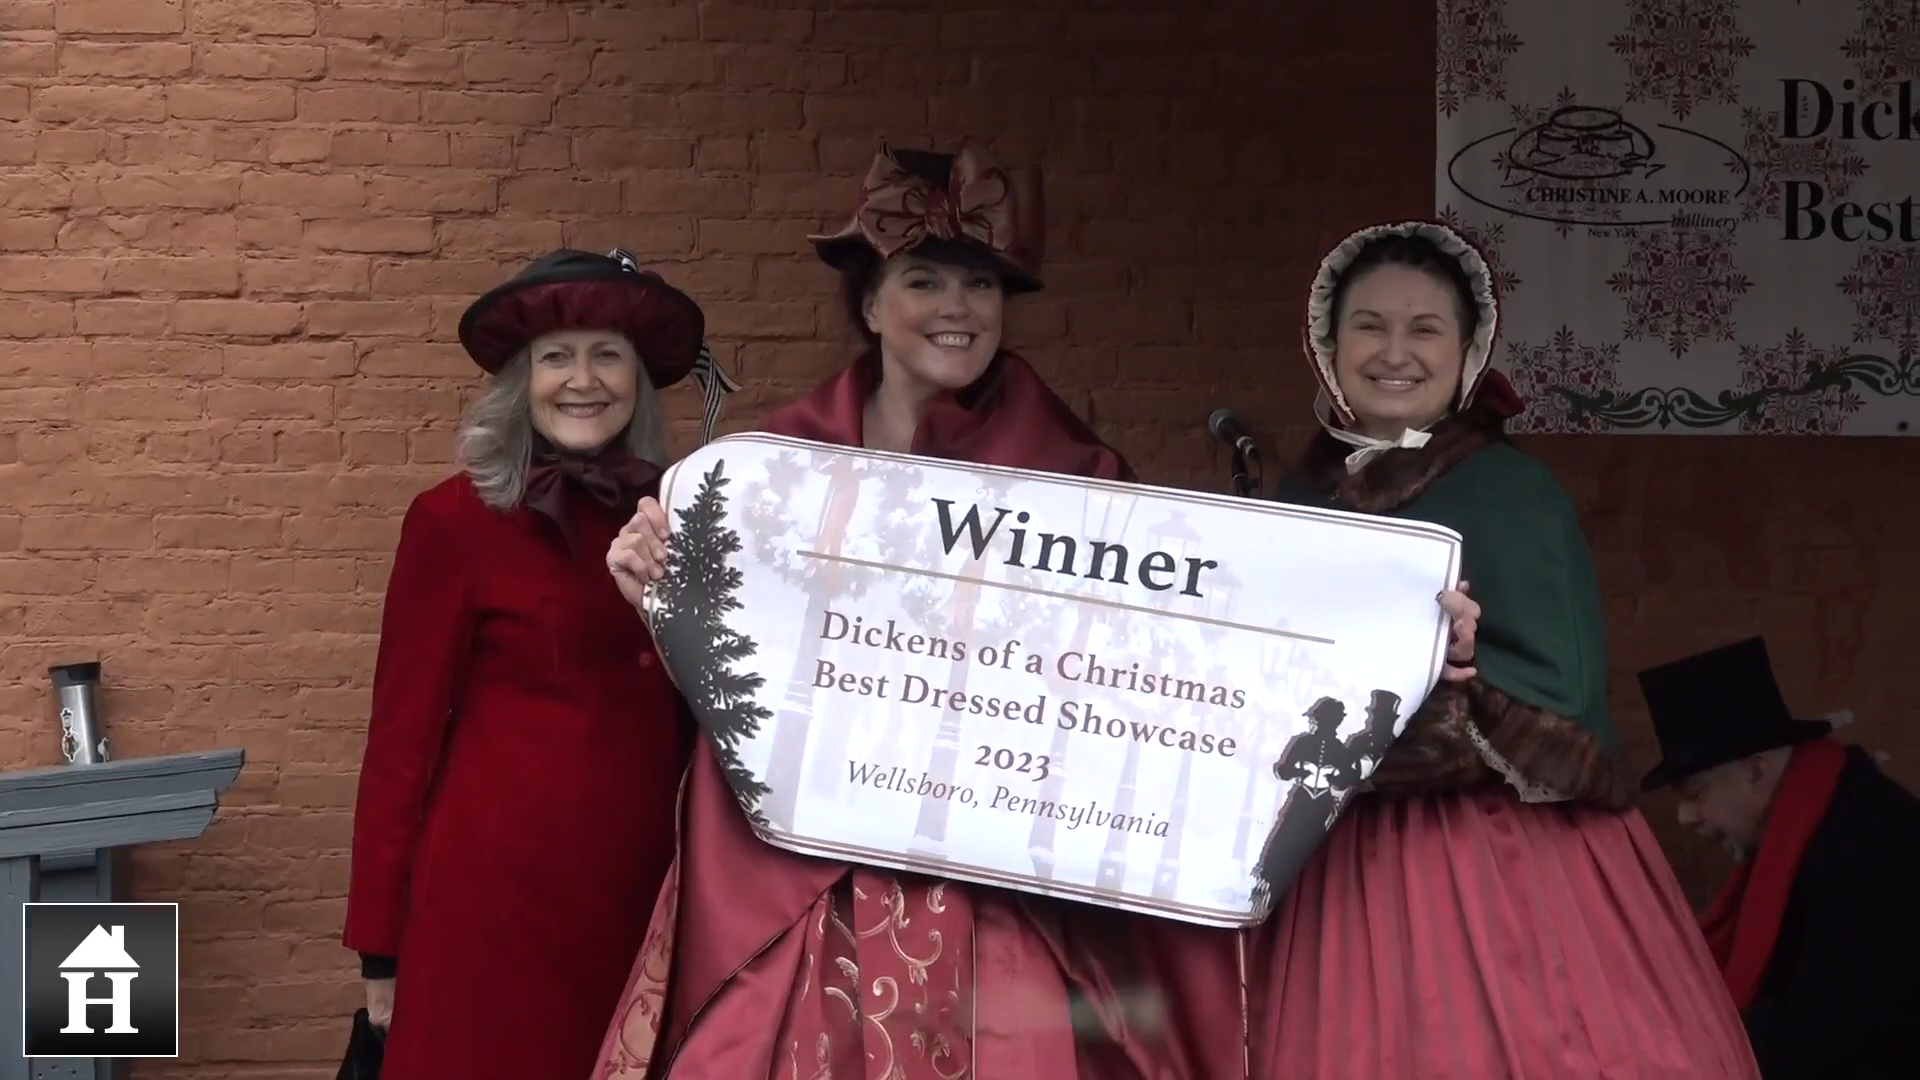 Dick
Best
CHRISTINE A. MOORE
millinery
New York
Winner
Dickens of a Christmas
Best Dressed Showcase
2023
Wellsboro, Pennsylvania
H